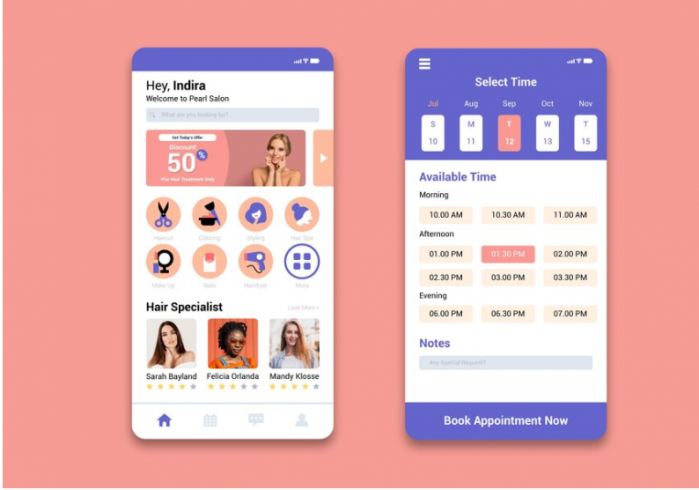 Hey, Indira
Welcome to Pearl Salon
What are you looking for?
Get Today's Offer
Discount
50%
*For Hair Treatment Only
Haircut
Coloring
Styling
Hair Spa
Make Up
Nails
Hairdryer
More
Hair Specialist
Look More >
Sarah Bayland
Felicia Orlanda
Mandy Klosse
Select Time
Jul Aug Sep Oct Nov
S M T W T
10 11 12 13 15
Available Time
Morning
10.00 AM 10.30 AM 11.00 AM
Afternoon
01.00 PM 01.30 PM 02.00 PM
02.30 PM 03.00 PM 03.30 PM
Evening
06.00 PM 06.30 PM 07.00 PM
Notes
Any Special Request?
Book Appointment Now